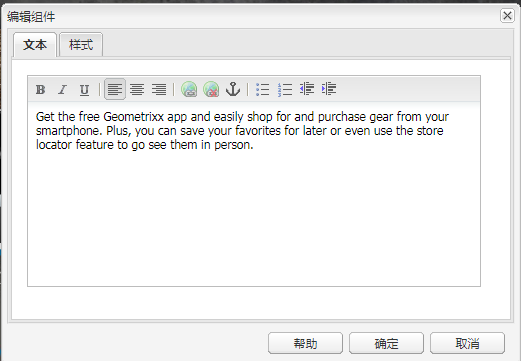 编辑组件
文本 样式
B I U
Get the free Geometrixx app and easily shop for and purchase gear from your
smartphone. Plus, you can save your favorites for later or even use the store
locator feature to go see them in person.
帮助 确定 取消